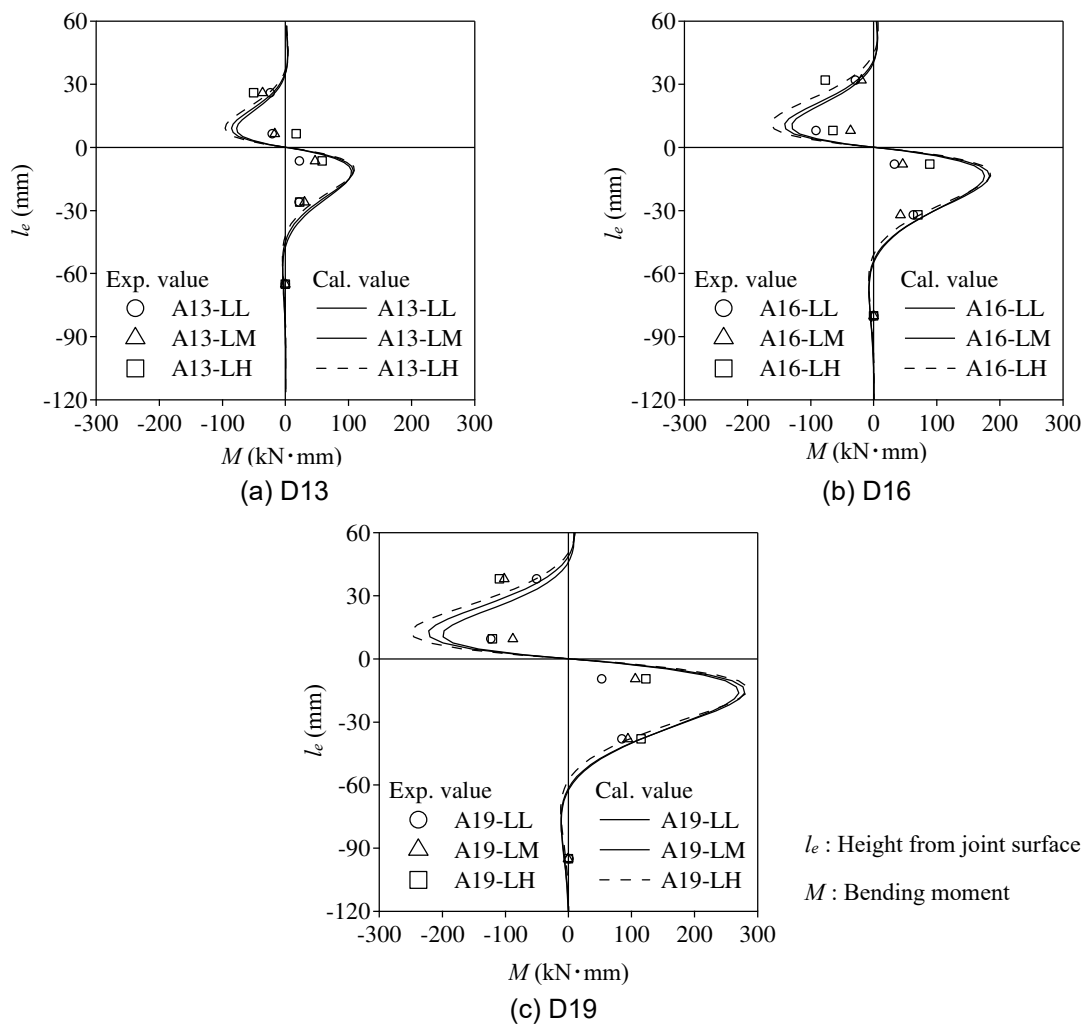 60
30
0
-30
-60
-90
-120
le (mm)
Exp. value Cal. value
A13-LL A13-LL
A13-LM A13-LM
A13-LH A13-LH
-300 -200 -100 0 100 200 300
M (kN・mm)
(a) D13
60
30
0
-30
-60
-90
-120
le (mm)
Exp. value Cal. value
A16-LL A16-LL
A16-LM A16-LM
A16-LH A16-LH
-300 -200 -100 0 100 200 300
M (kN・mm)
(b) D16
60
30
0
-30
-60
-90
-120
le (mm)
Exp. value Cal. value
A19-LL A19-LL
A19-LM A19-LM
A19-LH A19-LH
-300 -200 -100 0 100 200 300
M (kN・mm)
(c) D19
le : Height from joint surface
M : Bending moment